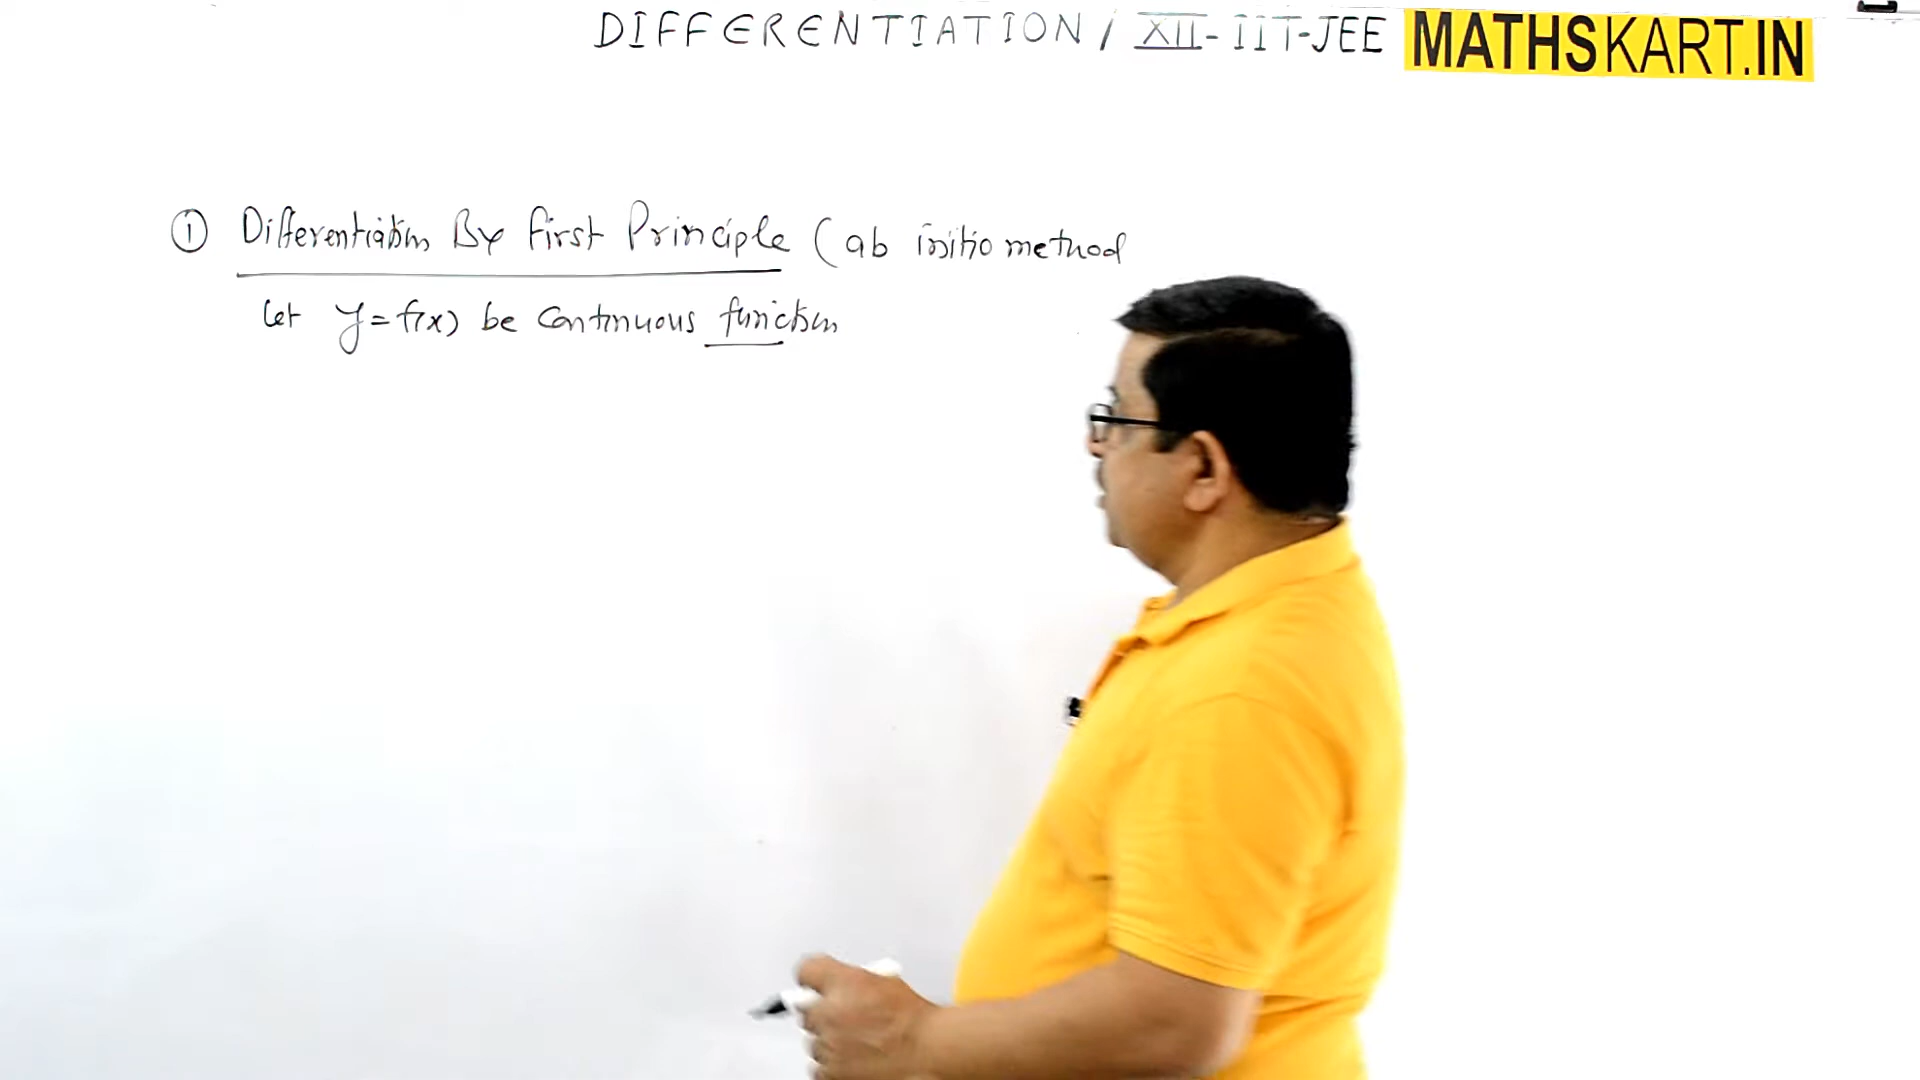 DIFFERENTIATION / XII - IIT-JEE MATHSKART.IN
① Differentiation By First Principle (ab initio method
Let y = f(x) be continuous function